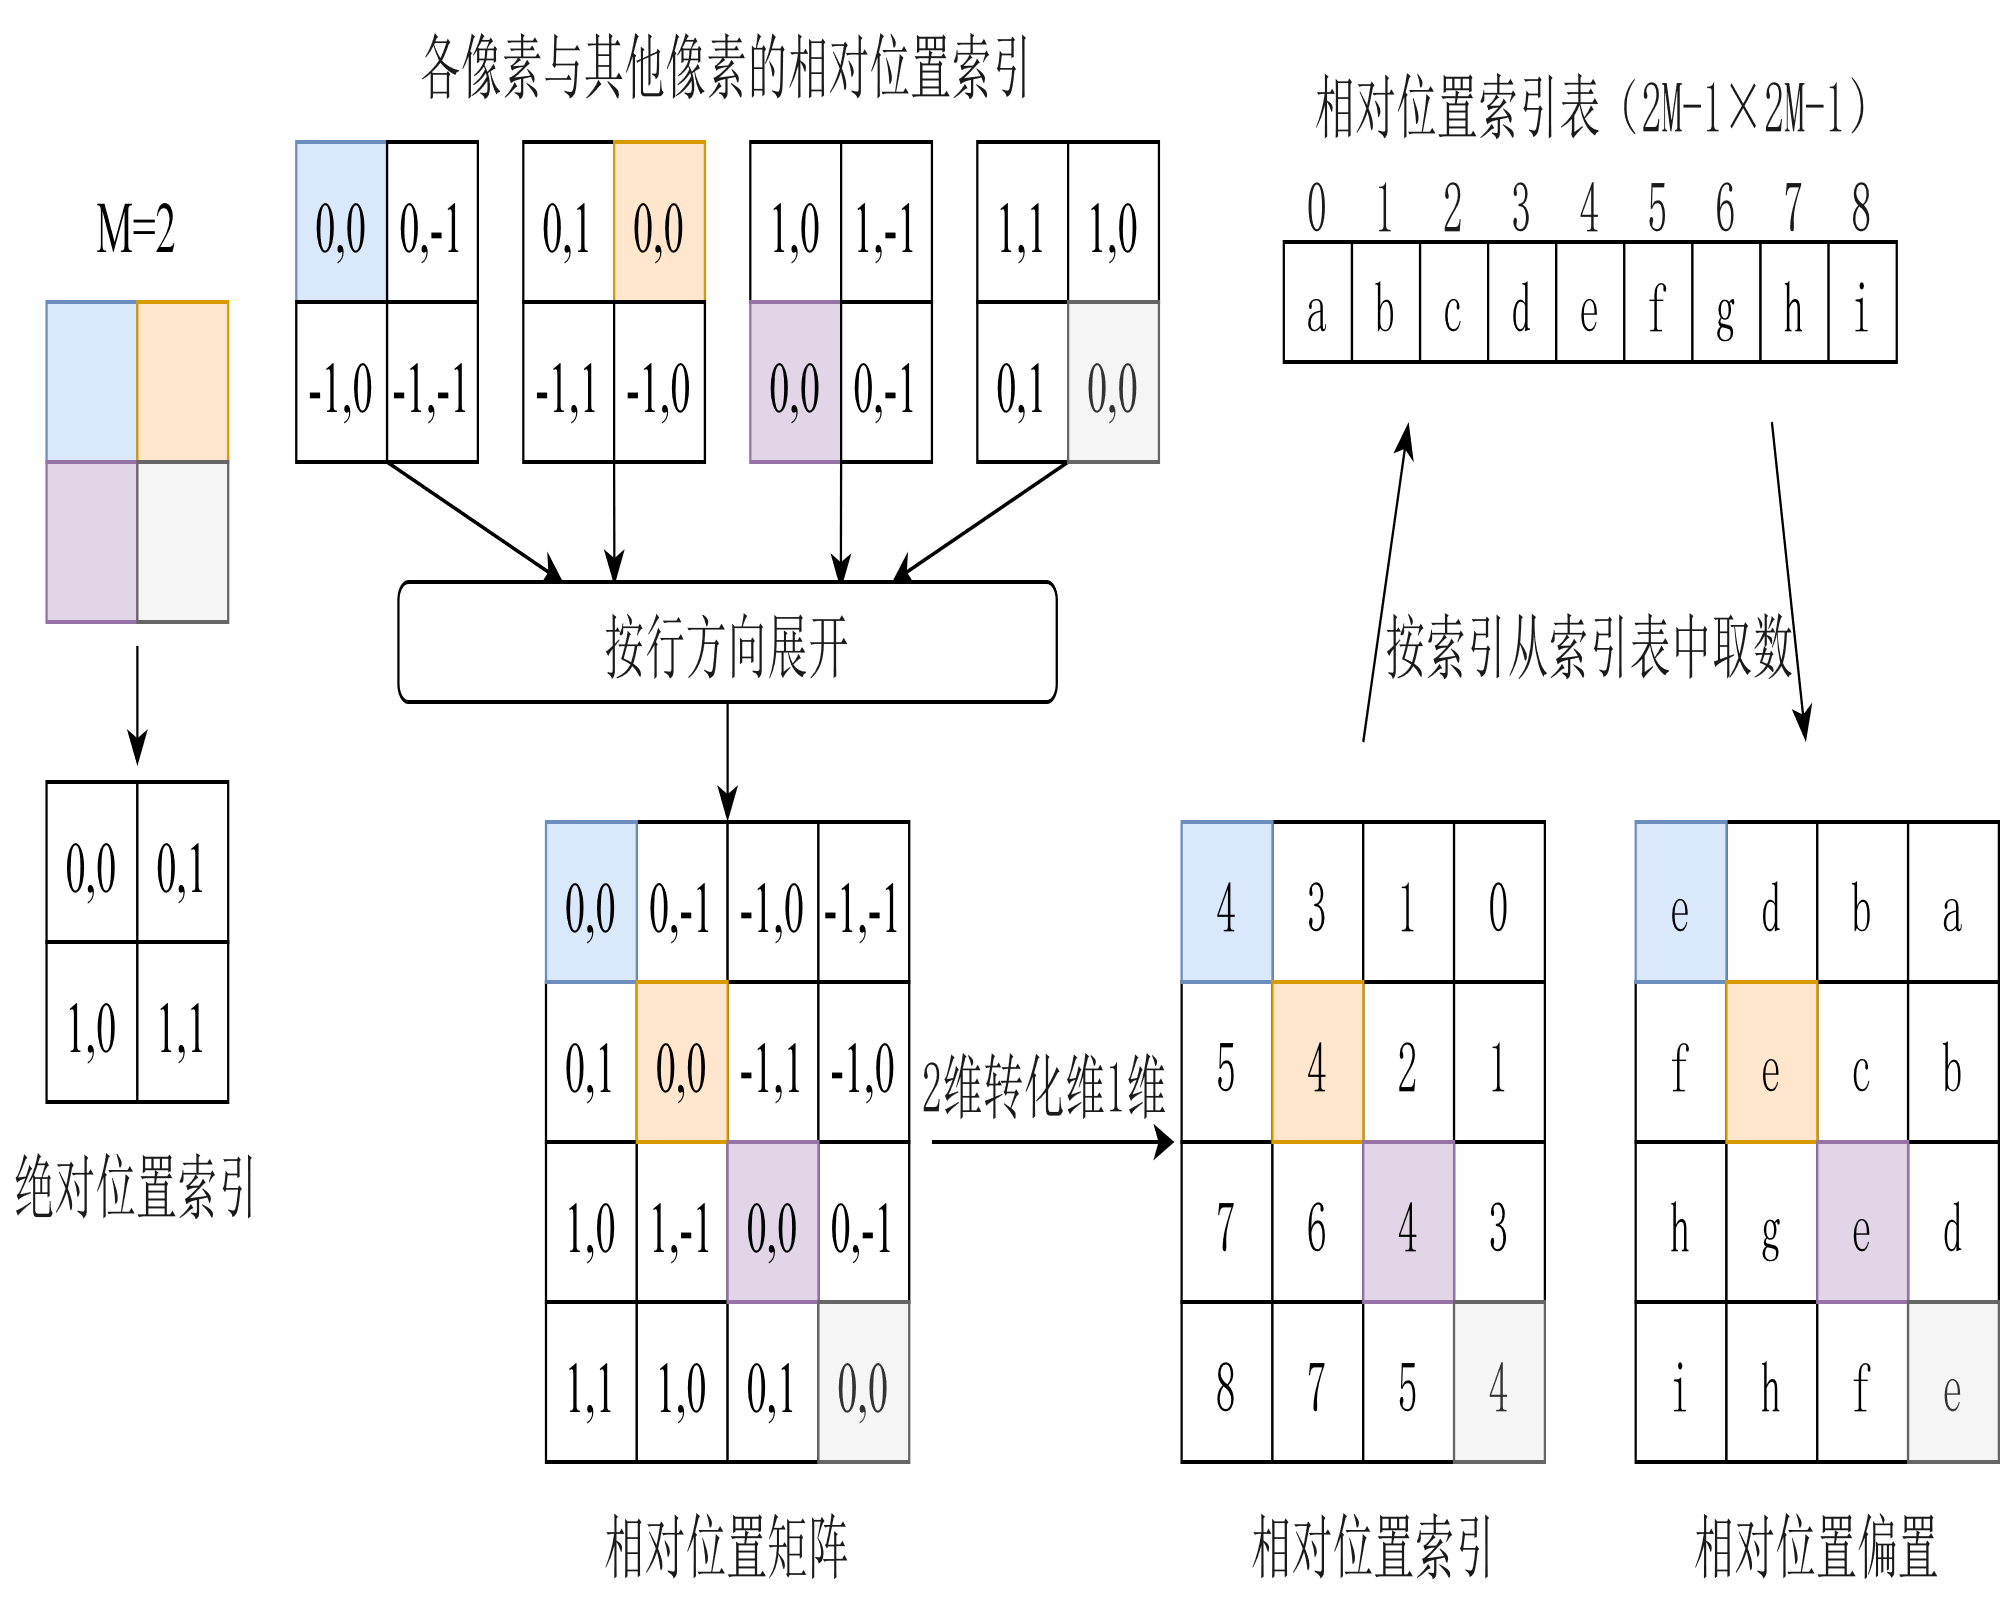 各像素与其他像素的相对位置索引
相对位置索引表（2M-1×2M-1）
M=2
0,0 0,-1
-1,0 -1,-1
0,1 0,0
-1,1 -1,0
1,0 1,-1
0,0 0,-1
1,1 1,0
0,1 0,0
0 1 2 3 4 5 6 7 8
a b c d e f g h i
按行方向展开
按索引从索引表中取数
0,0 0,1
1,0 1,1
绝对位置索引
0,0 0,-1 -1,0 -1,-1
0,1 0,0 -1,1 -1,0
1,0 1,-1 0,0 0,-1
1,1 1,0 0,1 0,0
相对位置矩阵
2维转化维1维
4 3 1 0
5 4 2 1
7 6 4 3
8 7 5 4
相对位置索引
e d b a
f e c b
h g e d
i h f e
相对位置偏置